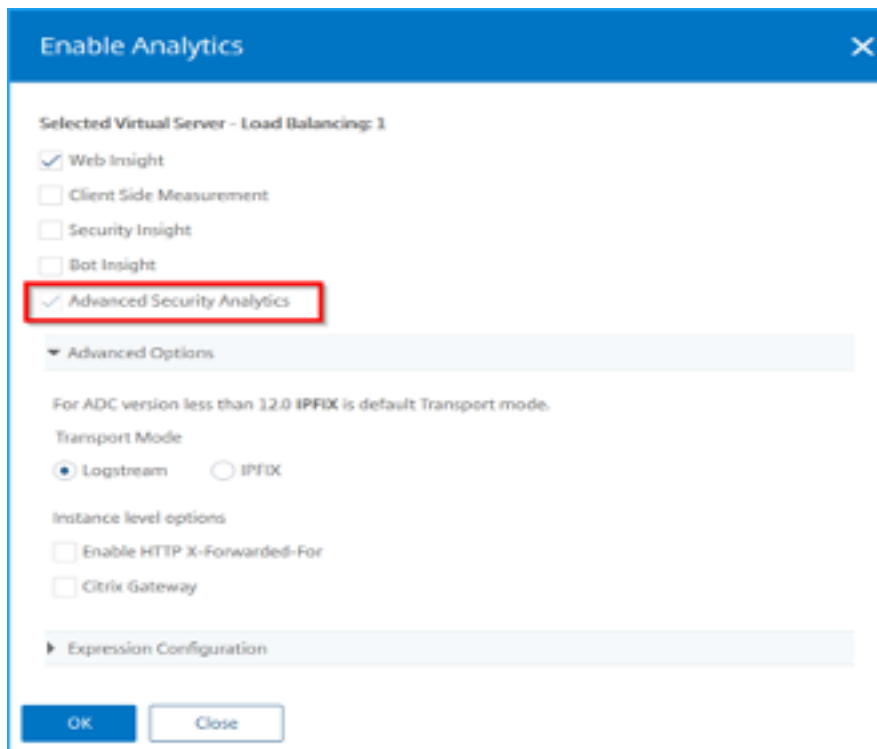 Enable Analytics
Selected Virtual Server - Load Balancing: 1
Web Insight
Client Side Measurement
Security Insight
Bot Insight
Advanced Security Analytics
Advanced Options
For ADC version less than 12.0 IPFIX is default Transport mode.
Transport Mode
Logstream IPFIX
Instance level options
Enable HTTP X-Forwarded-For
Citrix Gateway
Expression Configuration
OK Close